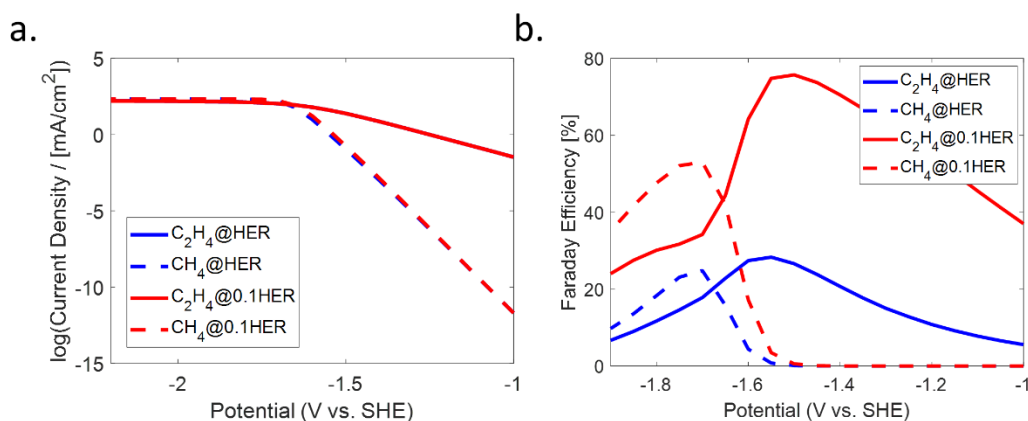 a.
log(Current Density / [mA/cm²])
5
0
-5
-10
-15
C₂H₄@HER
CH₄@HER
C₂H₄@0.1HER
CH₄@0.1HER
-2
-1.5
-1
Potential (V vs. SHE)
b.
Faraday Efficiency [%]
80
60
40
20
0
C₂H₄@HER
CH₄@HER
C₂H₄@0.1HER
CH₄@0.1HER
-1.8
-1.6
-1.4
-1.2
-1
Potential (V vs. SHE)